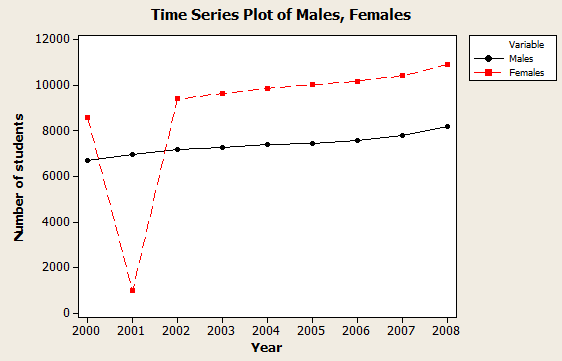 Time Series Plot of Males, Females
Variable
Males
Females
Number of students
12000
10000
8000
6000
4000
2000
0
2000 2001 2002 2003 2004 2005 2006 2007 2008
Year